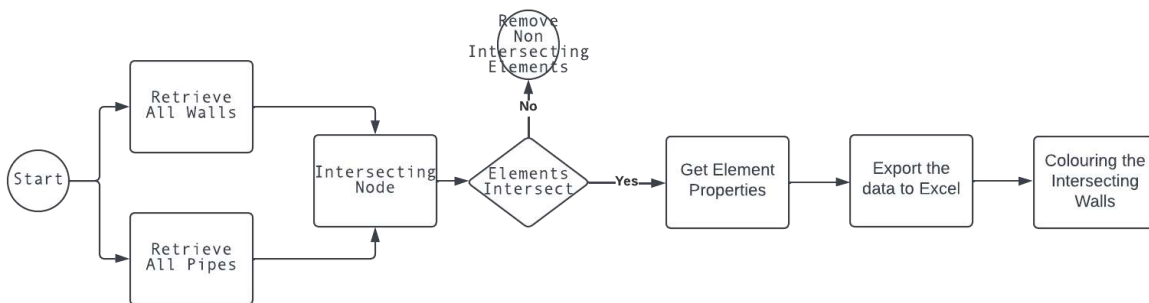 Start
Retrieve
All Walls
Retrieve
All Pipes
Intersecting
Node
Elements
Intersect
No
Remove
Non
Intersecting
Elements
Yes
Get Element
Properties
Export the
data to Excel
Colouring the
Intersecting
Walls